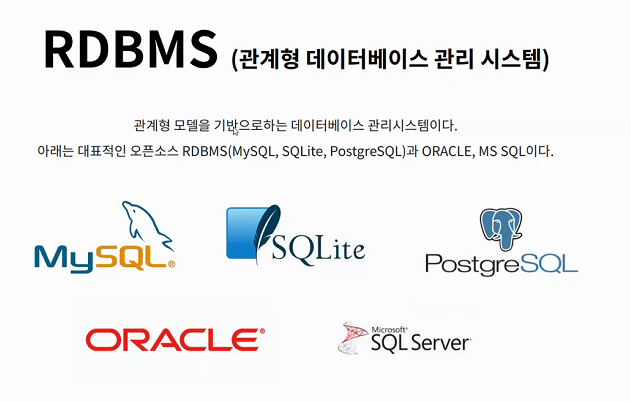 RDBMS (관계형 데이터베이스 관리 시스템)
관계형 모델을 기반으로하는 데이터베이스 관리시스템이다.
아래는 대표적인 오픈소스 RDBMS(MySQL, SQLite, PostgreSQL)과 ORACLE, MS SQL이다.
MySQL®
SQLite
PostgreSQL
ORACLE®
Microsoft®
SQL Server®